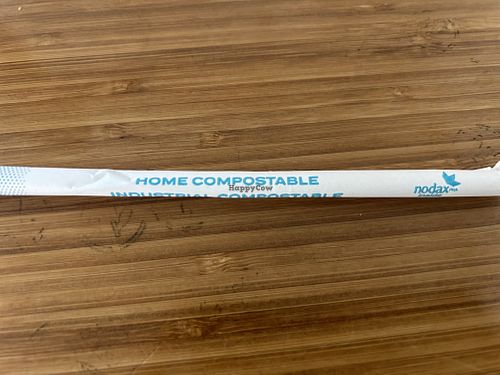 HOME COMPOSTABLE
INDUSTRIAL COMPOSTABLE
HappyCow
nodax